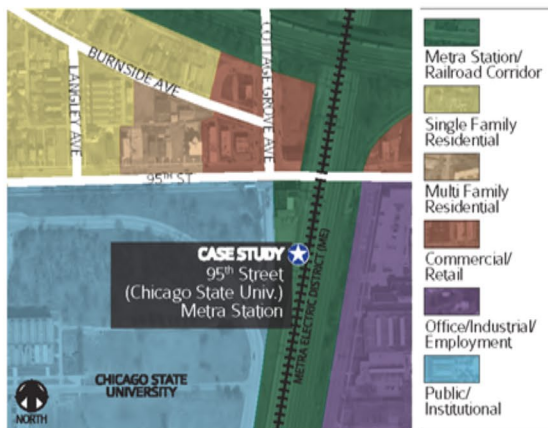 BURNSIDE AVE
LANGLEY AVE
COTTAGE GROVE AVE
95TH ST
CASE STUDY
95th Street
(Chicago State Univ.)
Metra Station
METRA ELECTRIC DISTRICT (ME)
CHICAGO STATE
UNIVERSITY
NORTH
Metra Station/
Railroad Corridor
Single Family
Residential
Multi Family
Residential
Commercial/
Retail
Office/Industrial/
Employment
Public/
Institutional